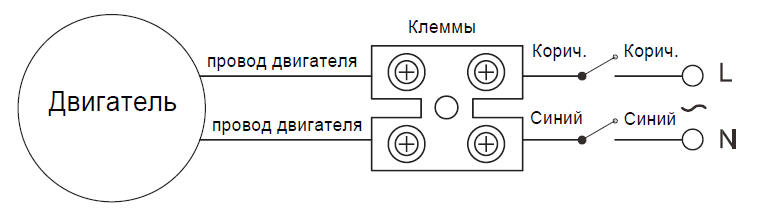 Клеммы
провод двигателя
Корич.
Корич.
L
Двигатель
провод двигателя
Синий
Синий
~
N